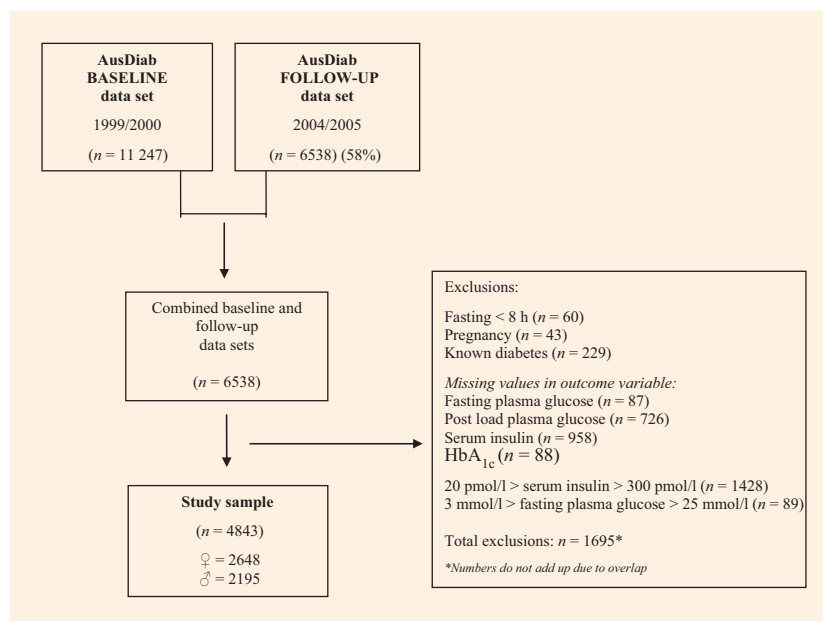 AusDiab
BASELINE
data set
1999/2000
(n = 11 247)
AusDiab
FOLLOW-UP
data set
2004/2005
(n = 6538) (58%)
Combined baseline and
follow-up
data sets
(n = 6538)
Exclusions:
Fasting < 8 h (n = 60)
Pregnancy (n = 43)
Known diabetes (n = 229)
Missing values in outcome variable:
Fasting plasma glucose (n = 87)
Post load plasma glucose (n = 726)
Serum insulin (n = 958)
HbA1c (n = 88)
20 pmol/l > serum insulin > 300 pmol/l (n = 1428)
3 mmol/l > fasting plasma glucose > 25 mmol/l (n = 89)
Total exclusions: n = 1695*
*Numbers do not add up due to overlap
Study sample
(n = 4843)
♀ = 2648
♂ = 2195